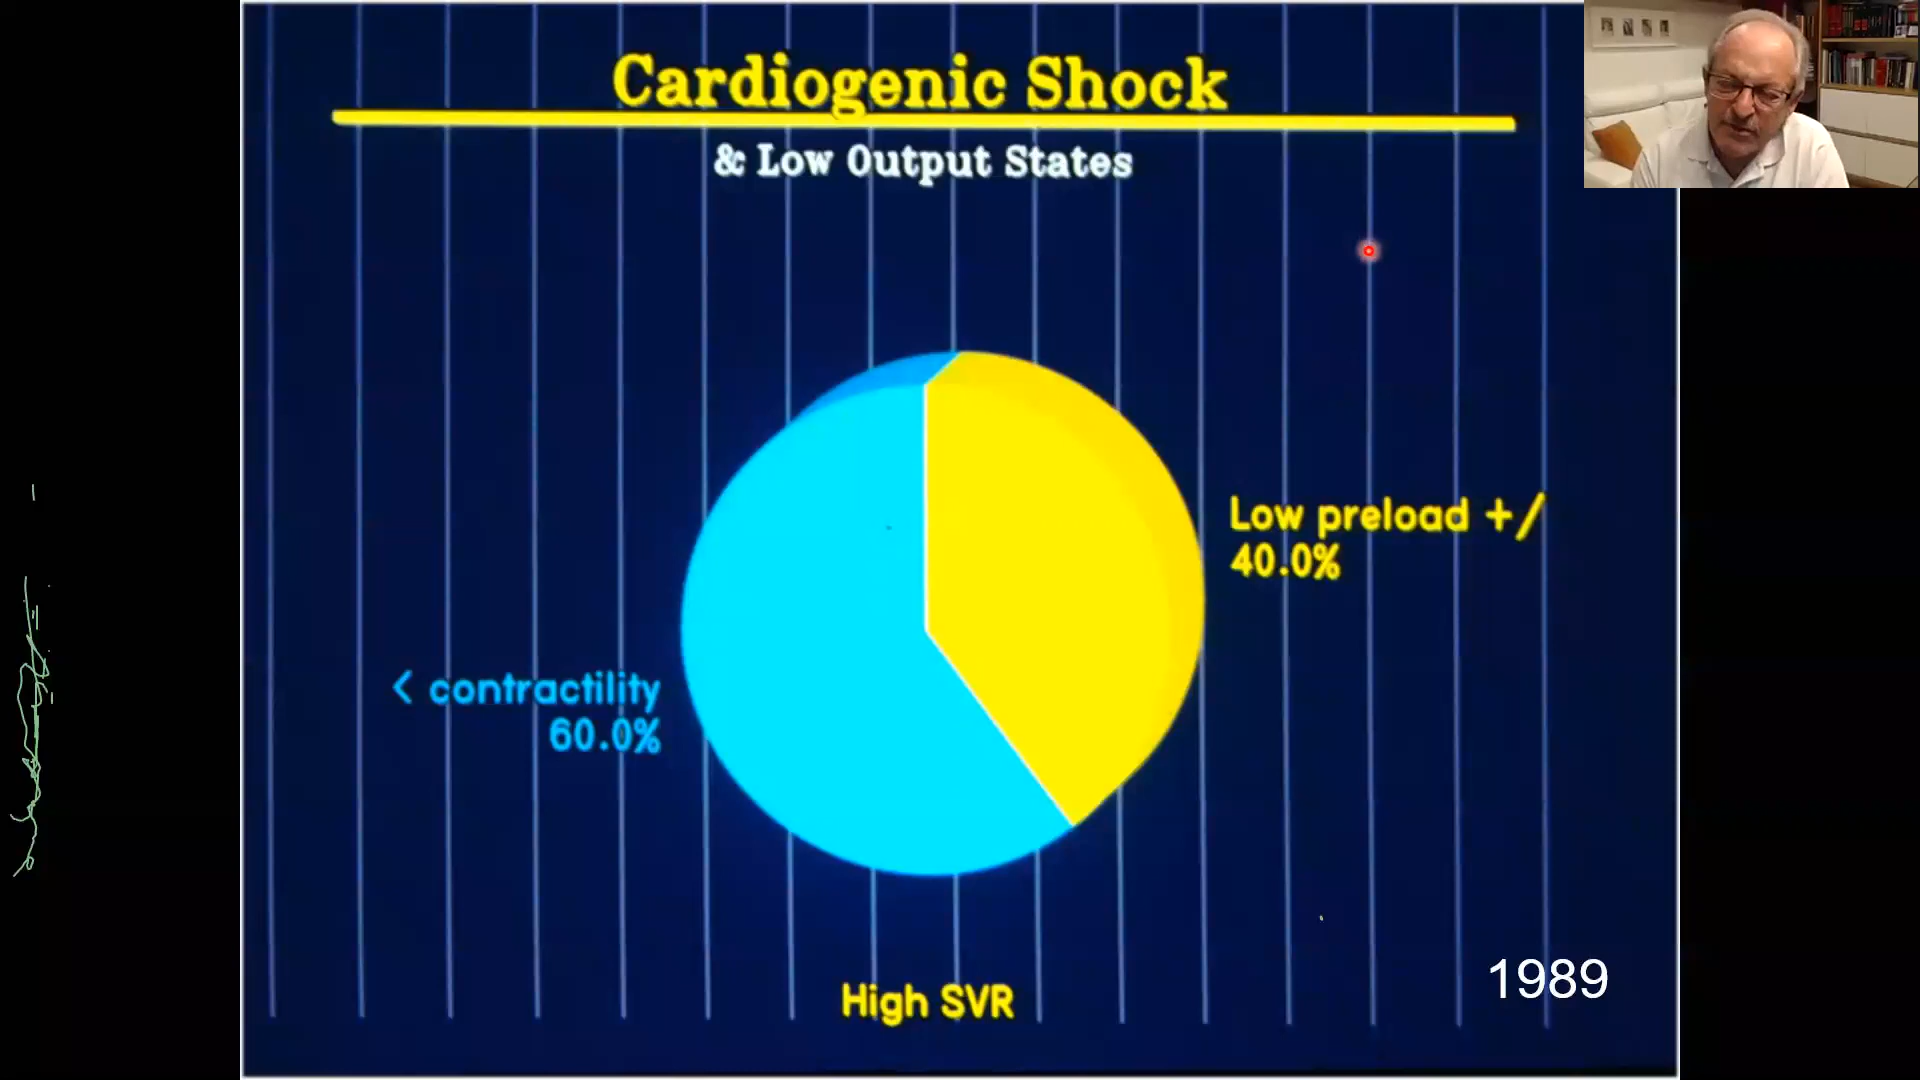 Cardiogenic Shock
& Low Output States
Low preload +/
40.0%
< contractility
60.0%
High SVR
1989